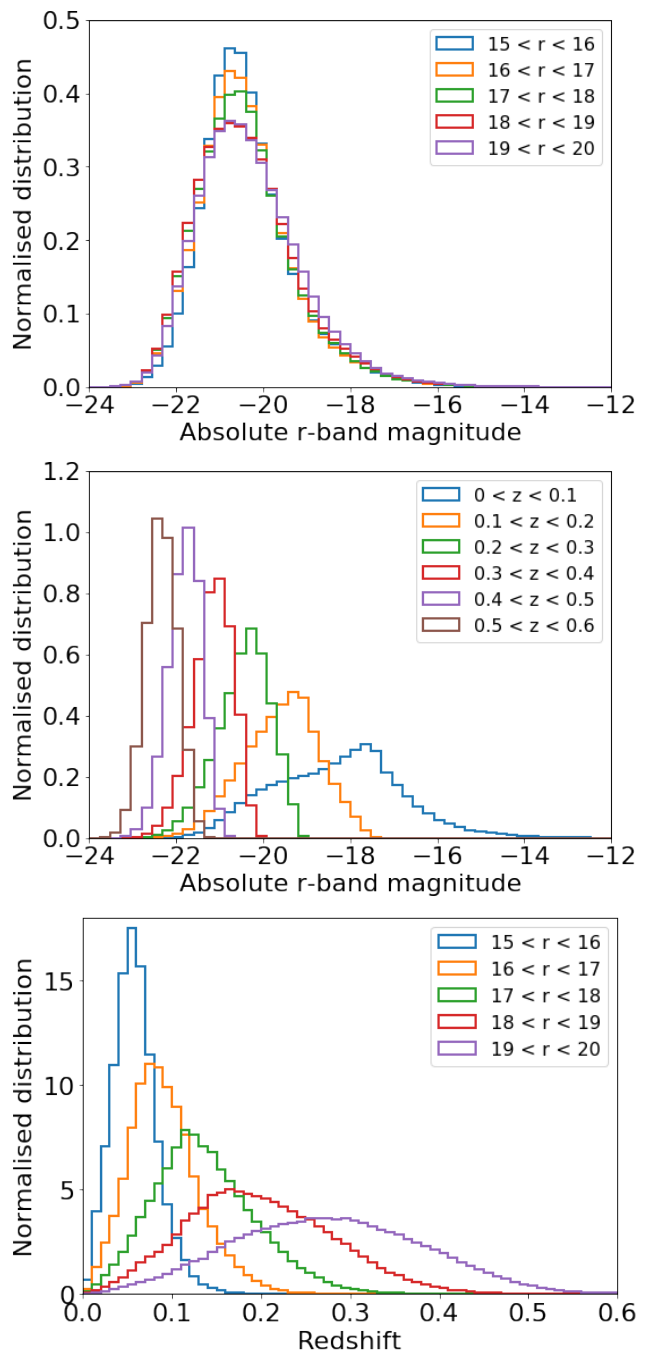 0.5
0.4
0.3
0.2
0.1
0.0
Normalised distribution
15 < r < 16
16 < r < 17
17 < r < 18
18 < r < 19
19 < r < 20
−24 −22 −20 −18 −16 −14 −12
Absolute r-band magnitude
1.2
1.0
0.8
0.6
0.4
0.2
0.0
Normalised distribution
0 < z < 0.1
0.1 < z < 0.2
0.2 < z < 0.3
0.3 < z < 0.4
0.4 < z < 0.5
0.5 < z < 0.6
−24 −22 −20 −18 −16 −14 −12
Absolute r-band magnitude
15
10
5
0
Normalised distribution
15 < r < 16
16 < r < 17
17 < r < 18
18 < r < 19
19 < r < 20
0.0 0.1 0.2 0.3 0.4 0.5 0.6
Redshift